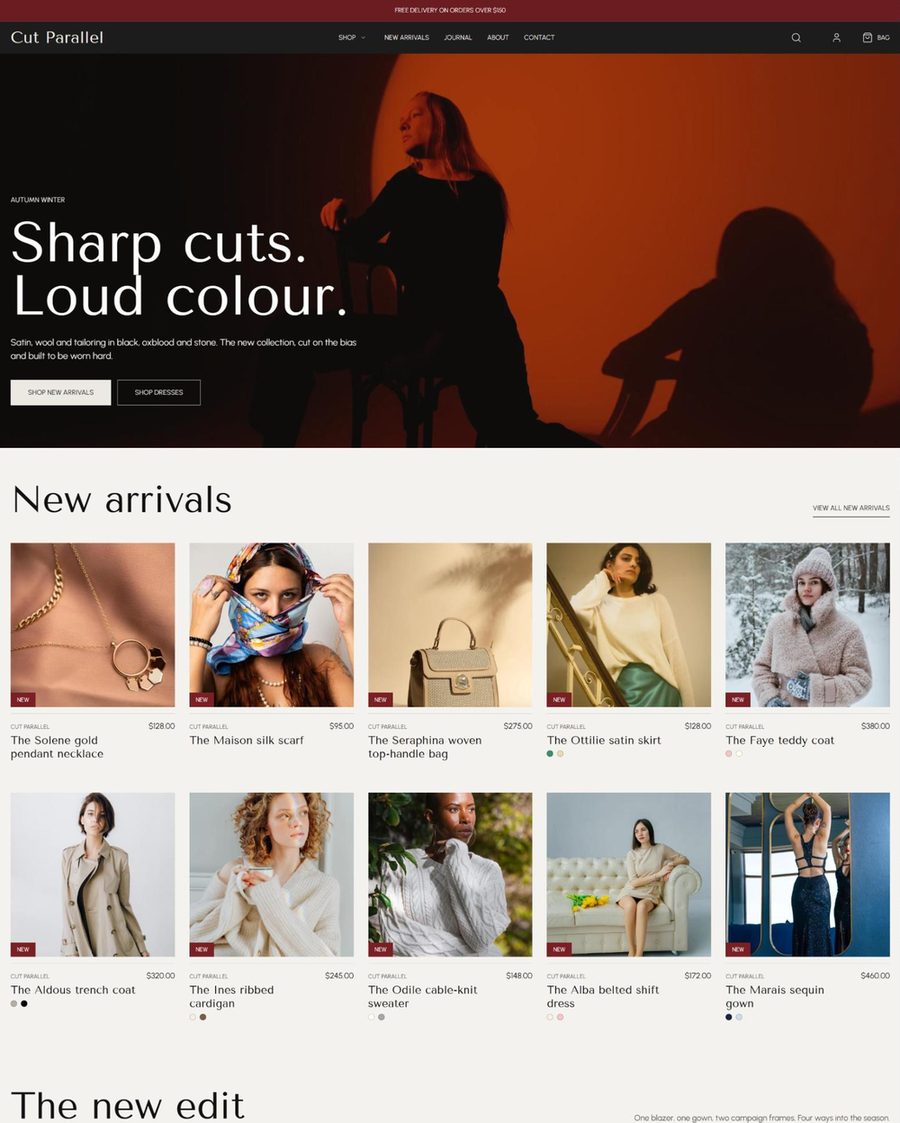 FREE DELIVERY ON ORDERS OVER $150
Cut Parallel
SHOP
NEW ARRIVALS
JOURNAL
ABOUT
CONTACT
BAG
AUTUMN WINTER
Sharp cuts.
Loud colour.
Satin, wool and tailoring in black, oxblood and stone. The new collection, cut on the bias
and built to be worn hard.
SHOP NEW ARRIVALS
SHOP DRESSES
New arrivals
VIEW ALL NEW ARRIVALS
NEW
NEW
NEW
NEW
NEW
CUT PARALLEL
$128.00
The Solene gold
pendant necklace
CUT PARALLEL
$95.00
The Maison silk scarf
CUT PARALLEL
$275.00
The Seraphina woven
top-handle bag
CUT PARALLEL
$128.00
The Ottilie satin skirt
CUT PARALLEL
$380.00
The Faye teddy coat
NEW
NEW
NEW
NEW
NEW
CUT PARALLEL
$320.00
The Aldous trench coat
CUT PARALLEL
$245.00
The Ines ribbed
cardigan
CUT PARALLEL
$148.00
The Odile cable-knit
sweater
CUT PARALLEL
$172.00
The Alba belted shift
dress
CUT PARALLEL
$460.00
The Marais sequin
gown
The new edit
One blazer, one gown, two campaign frames. Four ways into the season.